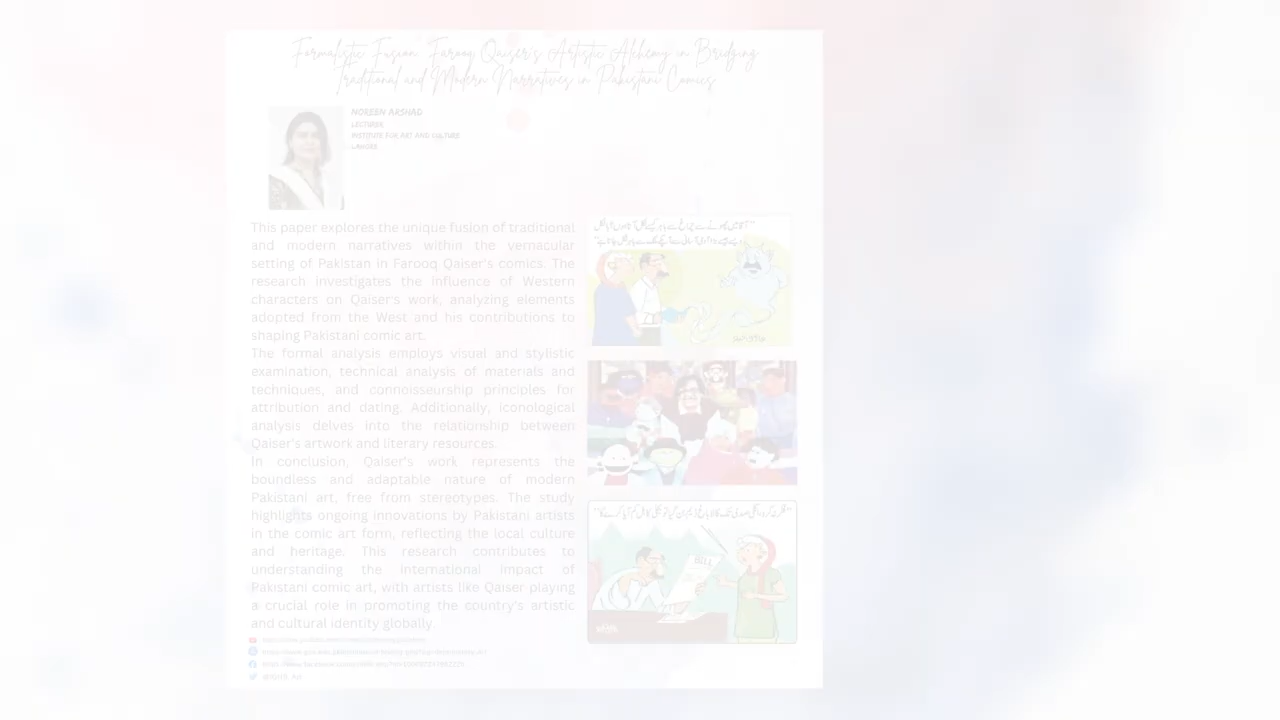 Formalistic Fusion Farooq Qaiser's Artistic Alchemy in Bridging
Traditional and Modern Narratives in Pakistani Comics
NOREEN ARSHAD
LECTURER
INSTITUTE FOR ART AND CULTURE
LAHORE
This paper explores the unique fusion of traditional
and modern narratives within the vernacular
setting of Pakistan in Farooq Qaiser's comics. The
research investigates the influence of Western
characters on Qaiser's work, analyzing elements
adopted from the West and his contributions to
shaping Pakistani comic art.
The formal analysis employs visual and stylistic
examination, technical analysis of materials and
techniques, and connoisseurship principles for
attribution and dating. Additionally, iconological
analysis delves into the relationship between
Qaiser's artwork and literary resources.
In conclusion, Qaiser's work represents the
boundless and adaptable nature of modern
Pakistani art, free from stereotypes. The study
highlights ongoing innovations by Pakistani artists
in the comic art form, reflecting the local culture
and heritage. This research contributes to
understanding the international impact of
Pakistani comic art, with artists like Qaiser playing
a crucial role in promoting the country's artistic
and cultural identity globally.
BILL